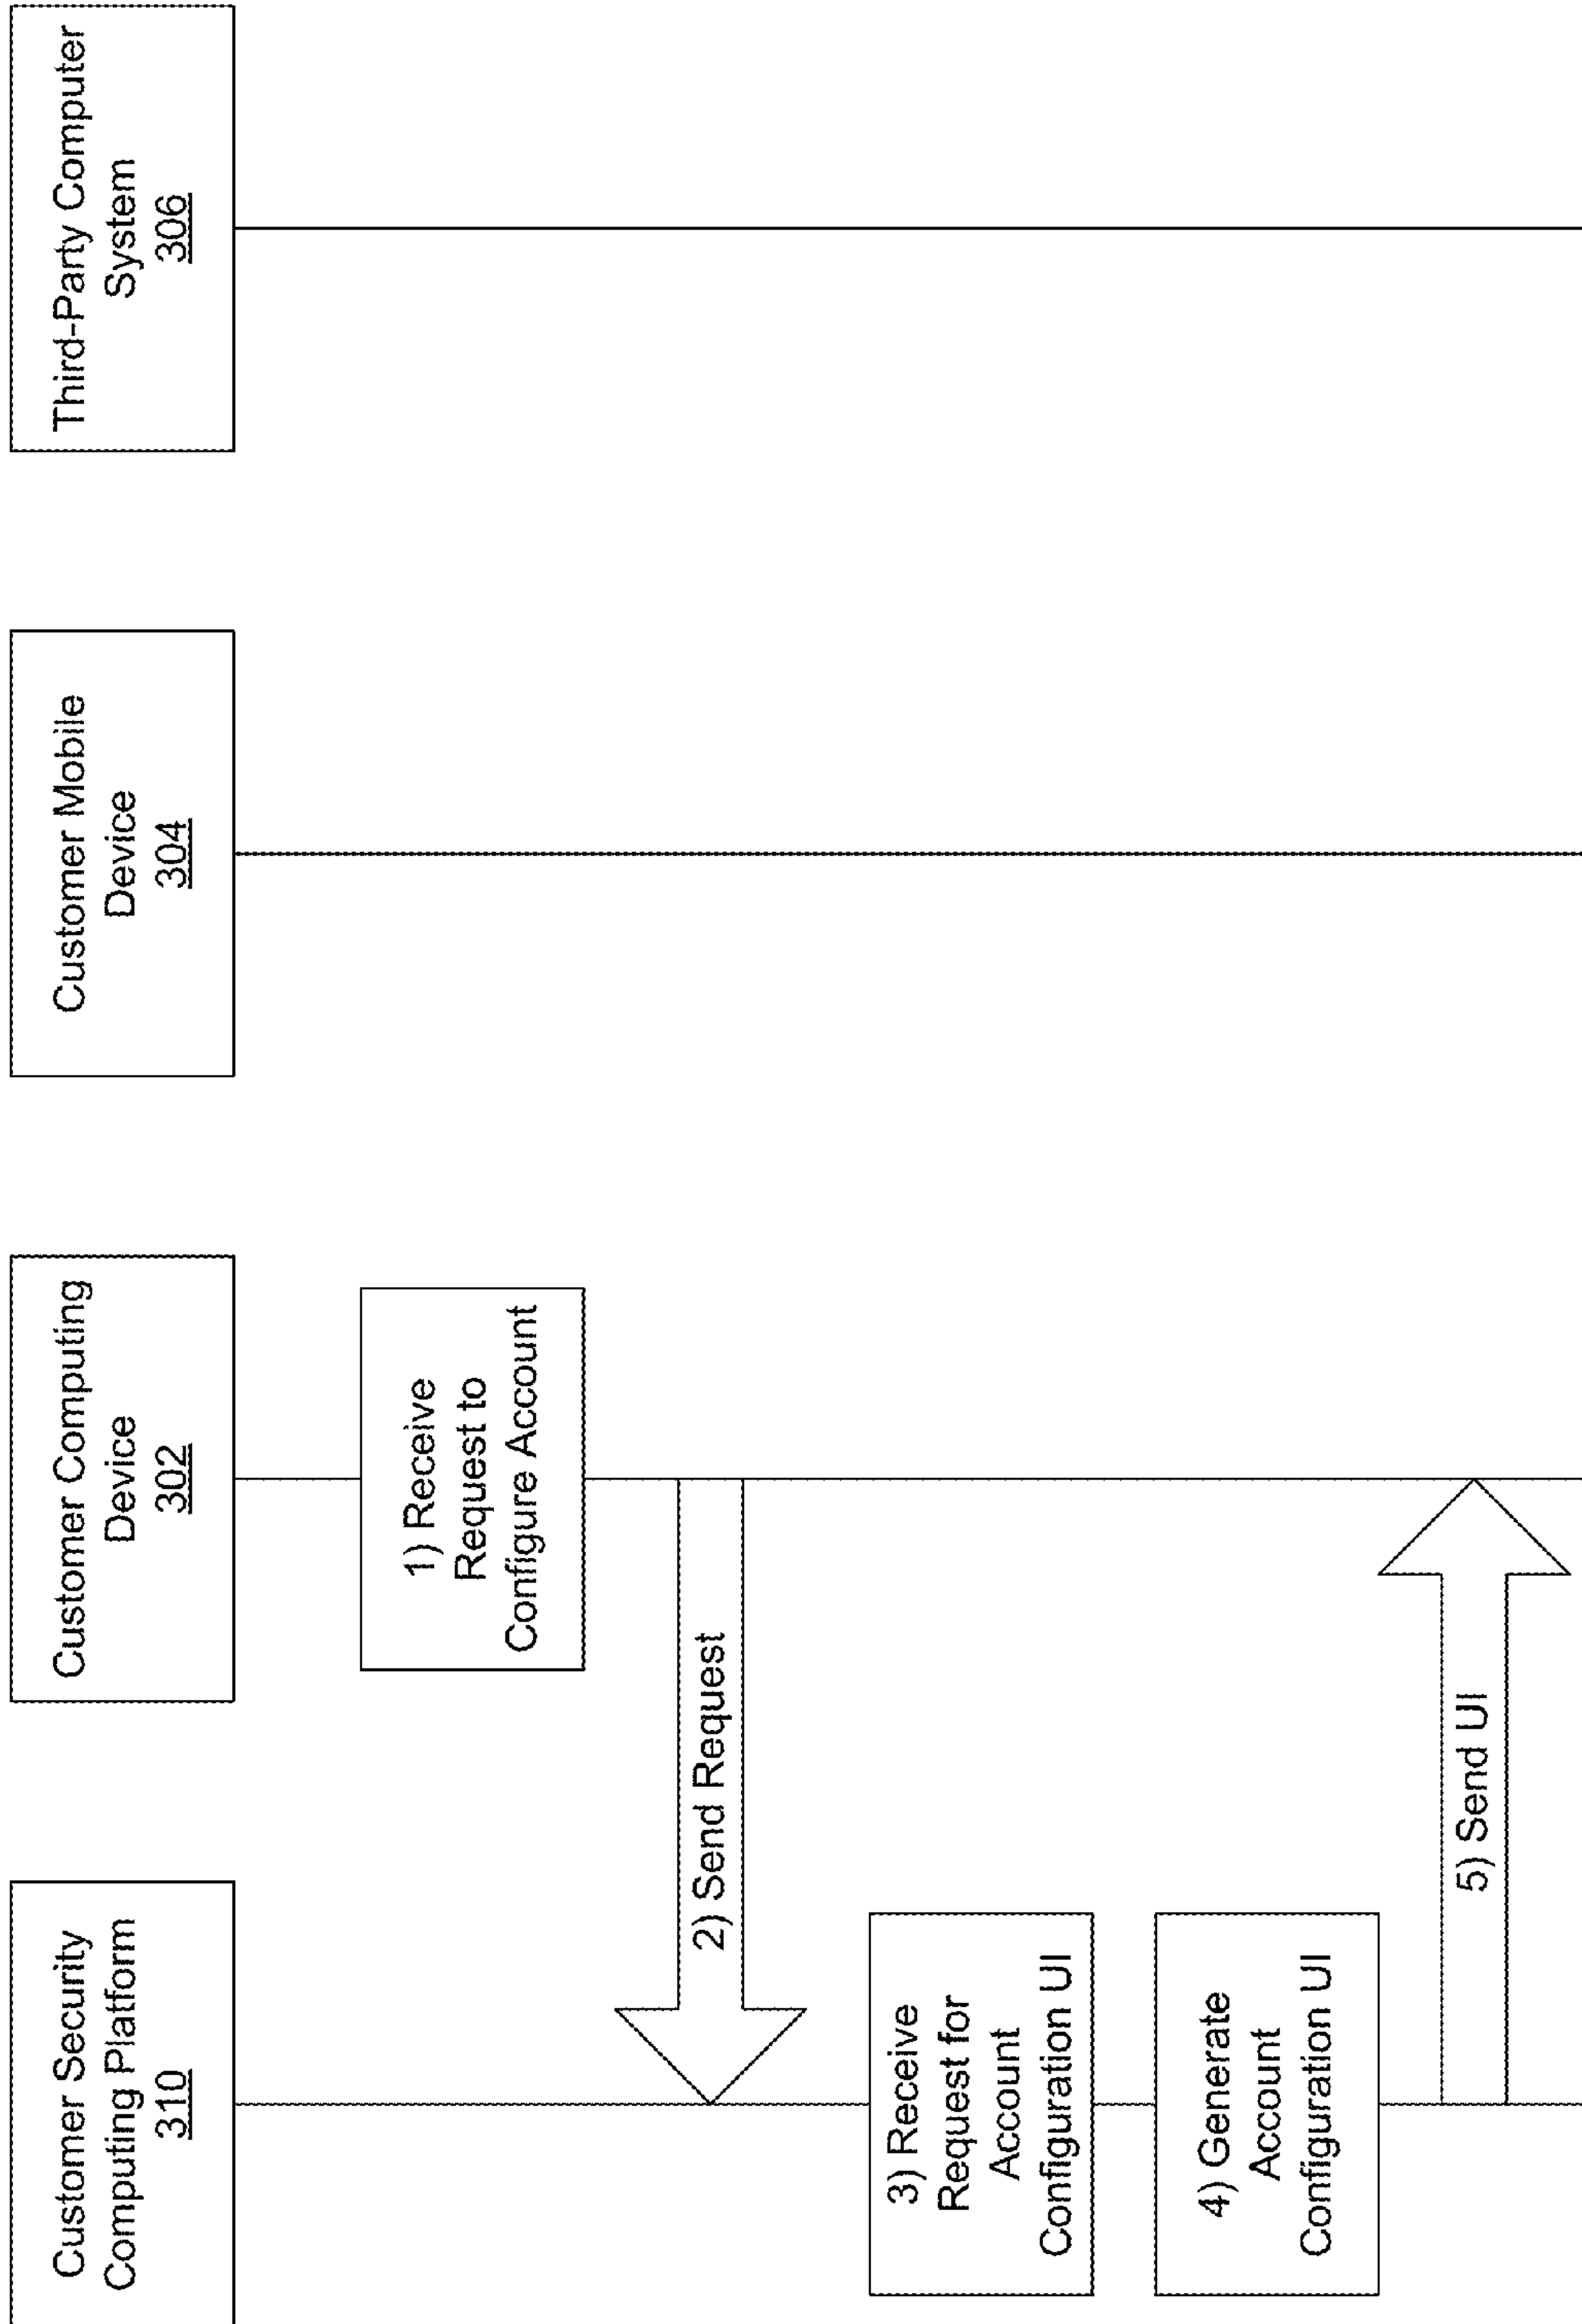 Customer Security
Computing Platform
310
Customer Computing
Device
302
Customer Mobile
Device
304
Third-Party Computer
System
306
1) Receive
Request to
Configure Account
2) Send Request
3) Receive
Request for
Account
Configuration UI
4) Generate
Account
Configuration UI
5) Send UI